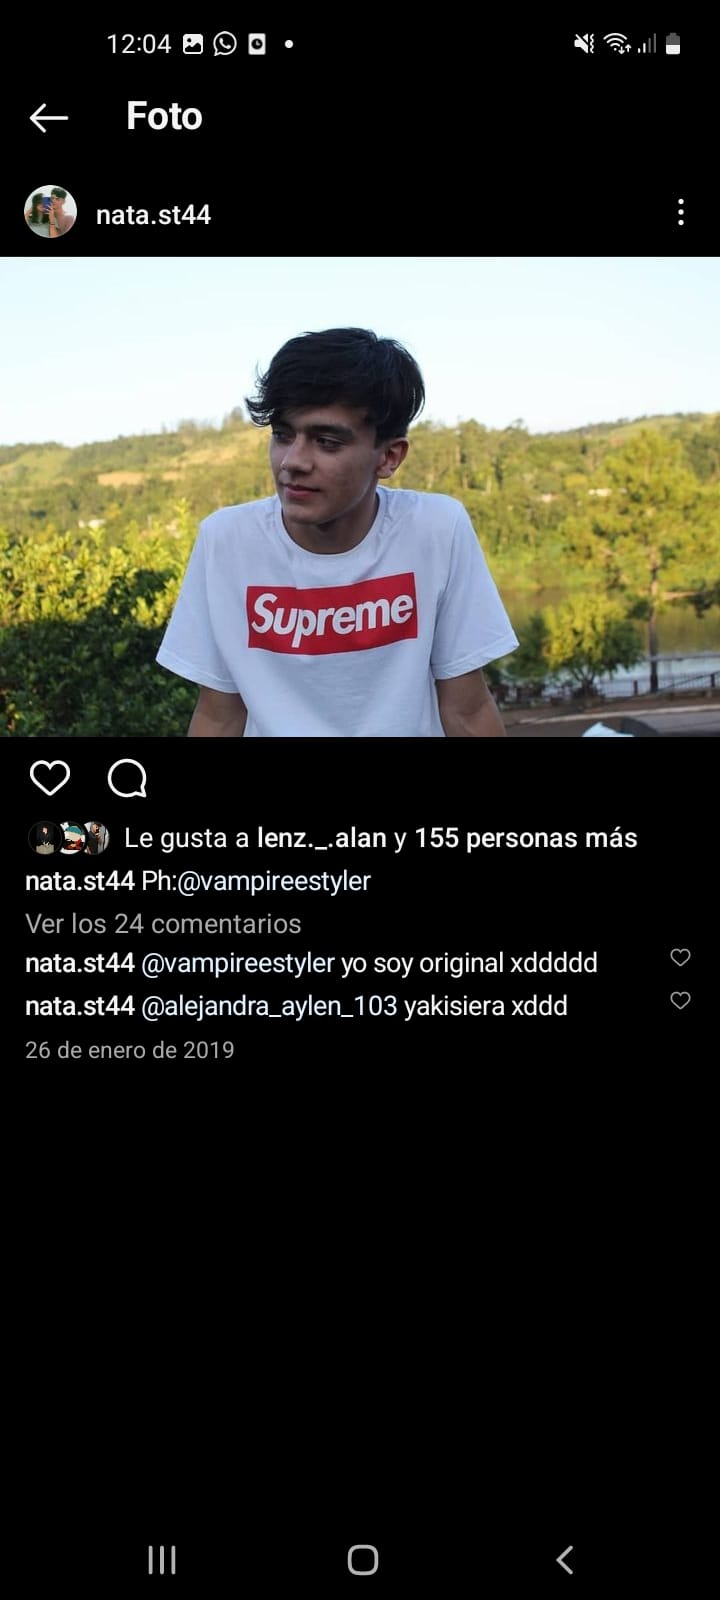 12:04
Foto
nata.st44
Supreme
Le gusta a lenz._.alan y 155 personas más
nata.st44 Ph:@vampireestyler
Ver los 24 comentarios
nata.st44 @vampireestyler yo soy original xddddd
nata.st44 @alejandra_aylen_103 yakisiera xddd
26 de enero de 2019